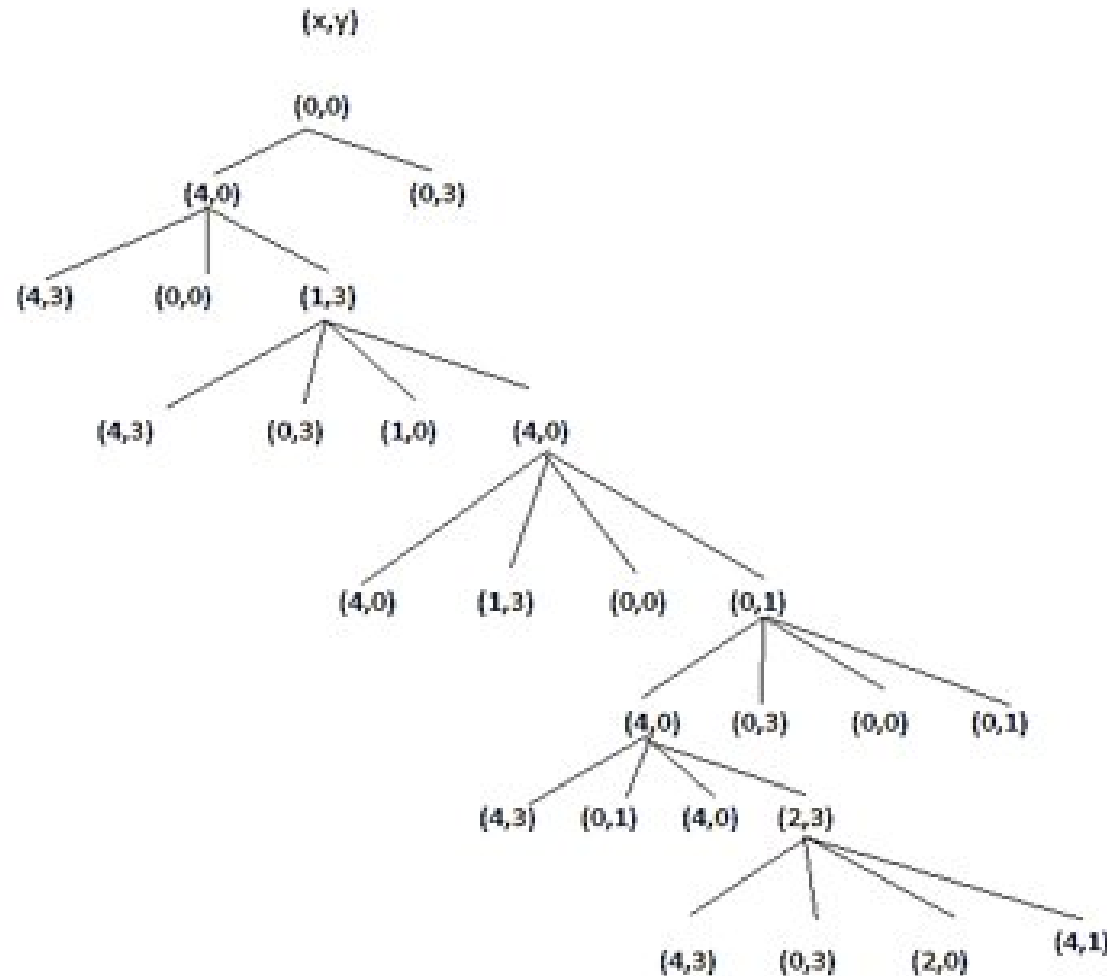 (x,y)
(0,0)
(4,0) (0,3)
(4,3) (0,0) (1,3)
(4,3) (0,3) (1,0) (4,0)
(4,0) (1,3) (0,0) (0,1)
(4,0) (0,3) (0,0) (0,1)
(4,3) (0,1) (4,0) (2,3)
(4,3) (0,3) (2,0) (4,1)